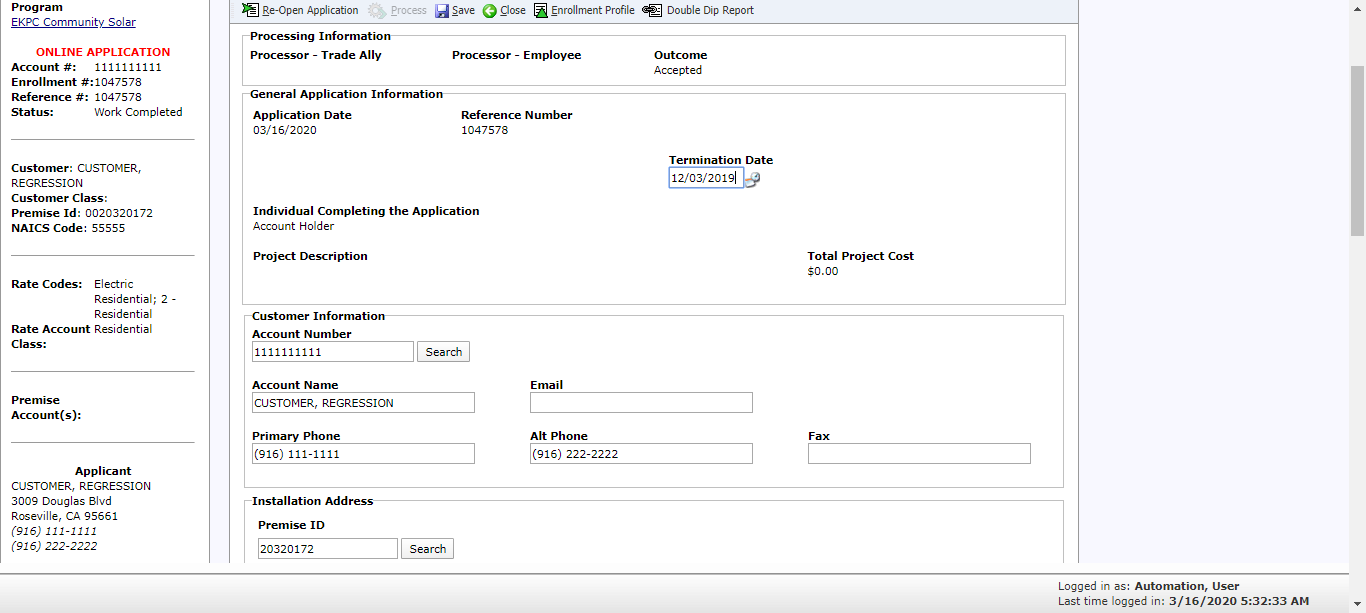 Program
EKPC Community Solar
ONLINE APPLICATION
Account #: 1111111111
Enrollment #:1047578
Reference #: 1047578
Status: Work Completed
Customer: CUSTOMER,
REGRESSION
Customer Class:
Premise Id: 0020320172
NAICS Code: 55555
Rate Codes: Electric
Residential; 2 -
Residential
Rate Account Residential
Class:
Premise
Account(s):
Applicant
CUSTOMER, REGRESSION
3009 Douglas Blvd
Roseville, CA 95661
(916) 111-1111
(916) 222-2222
Re-Open Application Process Save Close Enrollment Profile Double Dip Report
Processing Information
Processor - Trade Ally Processor - Employee Outcome
Accepted
General Application Information
Application Date Reference Number
03/16/2020 1047578
Termination Date
12/03/2019
Individual Completing the Application
Account Holder
Project Description Total Project Cost
$0.00
Customer Information
Account Number
1111111111 Search
Account Name Email
CUSTOMER, REGRESSION
Primary Phone Alt Phone Fax
(916) 111-1111 (916) 222-2222
Installation Address
Premise ID
20320172 Search
Logged in as: Automation, User
Last time logged in: 3/16/2020 5:32:33 AM